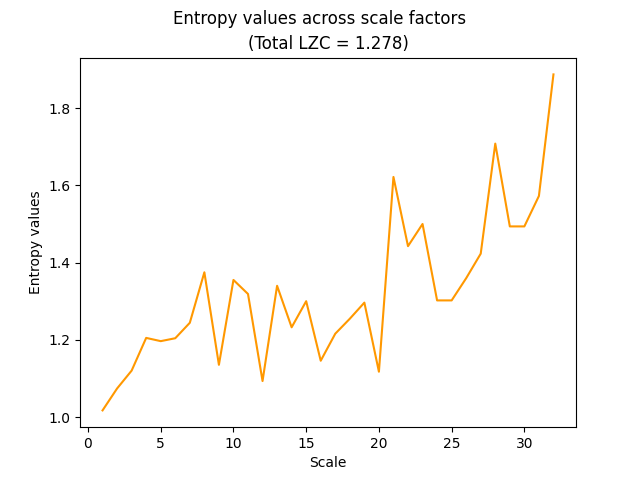 Entropy values across scale factors
(Total LZC = 1.278)
1.8
1.6
1.4
1.2
1.0
Entropy values
0 5 10 15 20 25 30
Scale